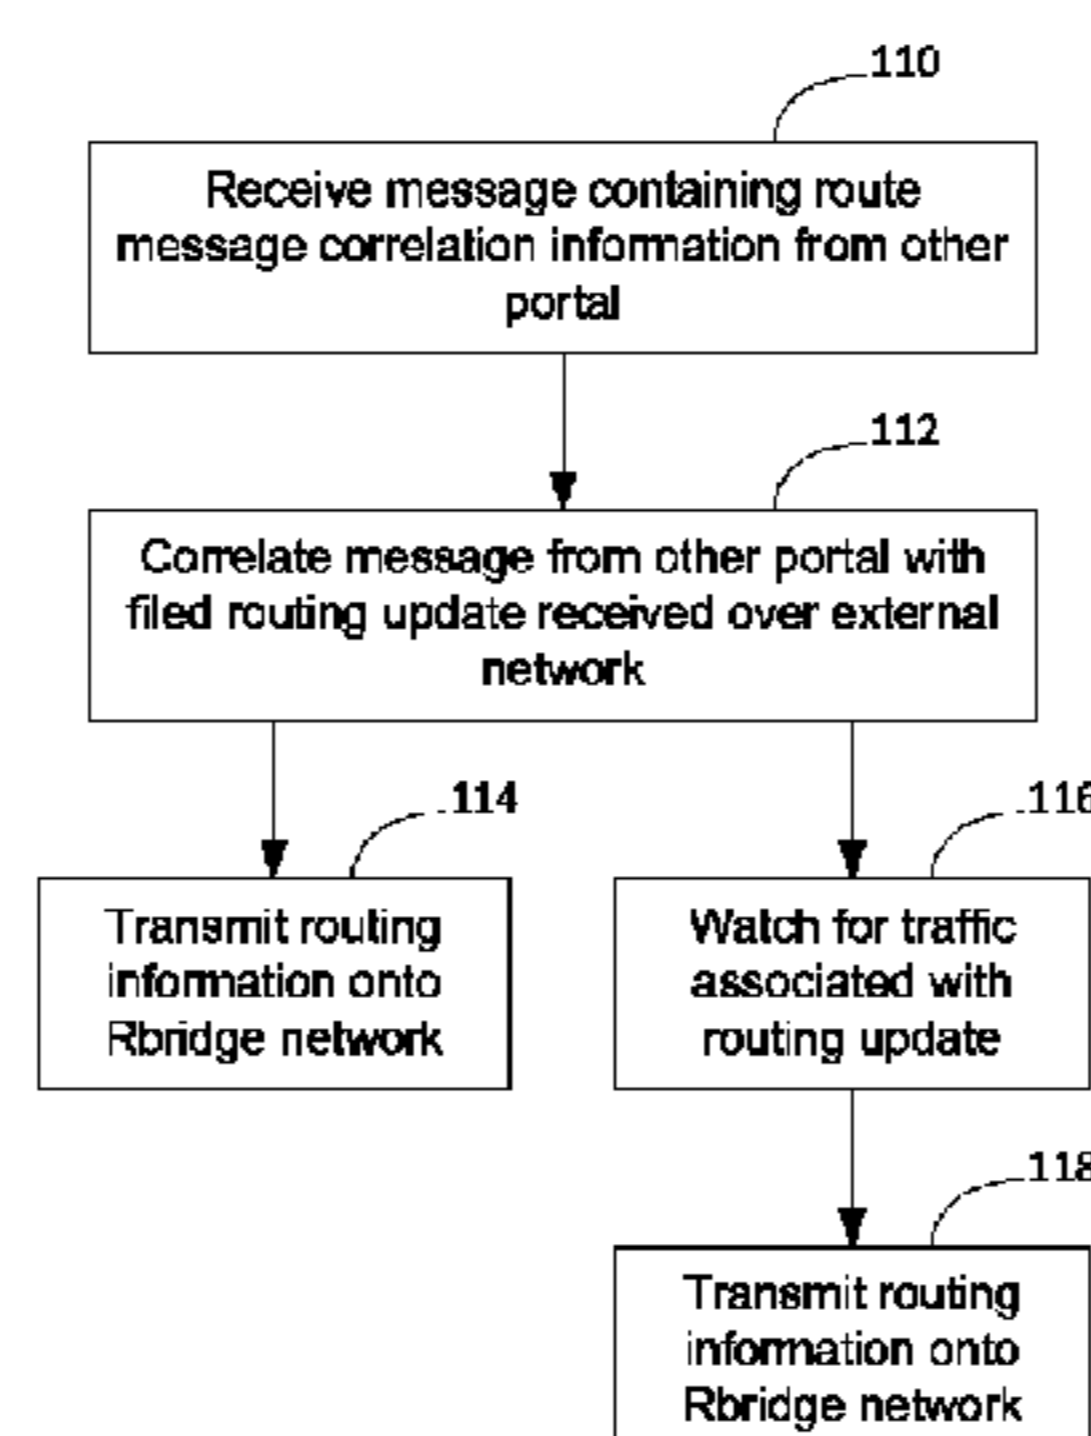 110
Receive message containing route
message correlation information from other
portal
112
Correlate message from other portal with
filed routing update received over external
network
114
116
Transmit routing
information onto
Rbridge network
Watch for traffic
associated with
routing update
118
Transmit routing
information onto
Rbridge network